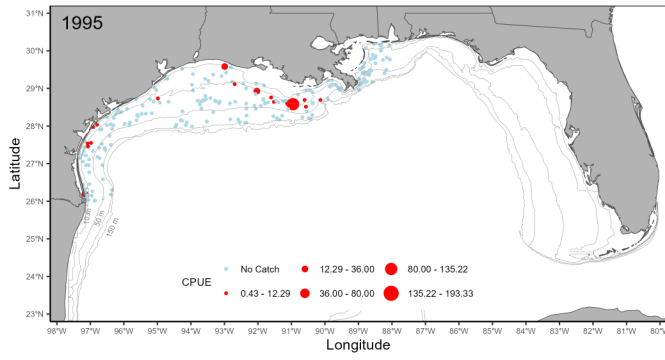 1995
31°N
30°N
29°N
28°N
27°N
26°N
25°N
24°N
23°N
Latitude
10 m
50 m
150 m
CPUE
No Catch
12.29 - 36.00
80.00 - 135.22
0.43 - 12.29
36.00 - 80.00
135.22 - 193.33
98°W 97°W 96°W 95°W 94°W 93°W 92°W 91°W 90°W 89°W 88°W 87°W 86°W 85°W 84°W 83°W 82°W 81°W 80°W
Longitude